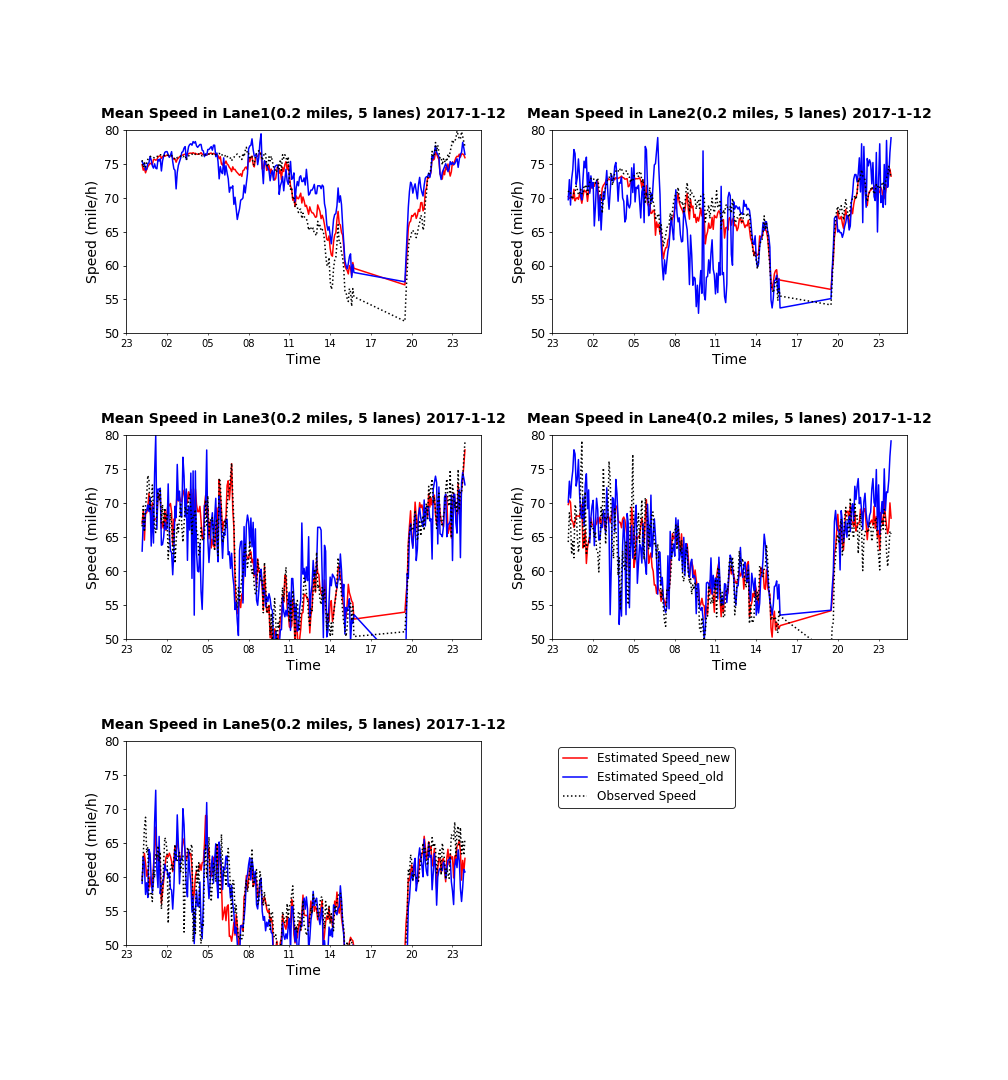 Mean Speed in Lane1(0.2 miles, 5 lanes) 2017-1-12
80
75
70
65
60
55
50
Speed (mile/h)
23 02 05 08 11 14 17 20 23
Time
Mean Speed in Lane2(0.2 miles, 5 lanes) 2017-1-12
80
75
70
65
60
55
50
Speed (mile/h)
23 02 05 08 11 14 17 20 23
Time
Mean Speed in Lane3(0.2 miles, 5 lanes) 2017-1-12
80
75
70
65
60
55
50
Speed (mile/h)
23 02 05 08 11 14 17 20 23
Time
Mean Speed in Lane4(0.2 miles, 5 lanes) 2017-1-12
80
75
70
65
60
55
50
Speed (mile/h)
23 02 05 08 11 14 17 20 23
Time
Mean Speed in Lane5(0.2 miles, 5 lanes) 2017-1-12
80
75
70
65
60
55
50
Speed (mile/h)
23 02 05 08 11 14 17 20 23
Time
Estimated Speed_new
Estimated Speed_old
Observed Speed